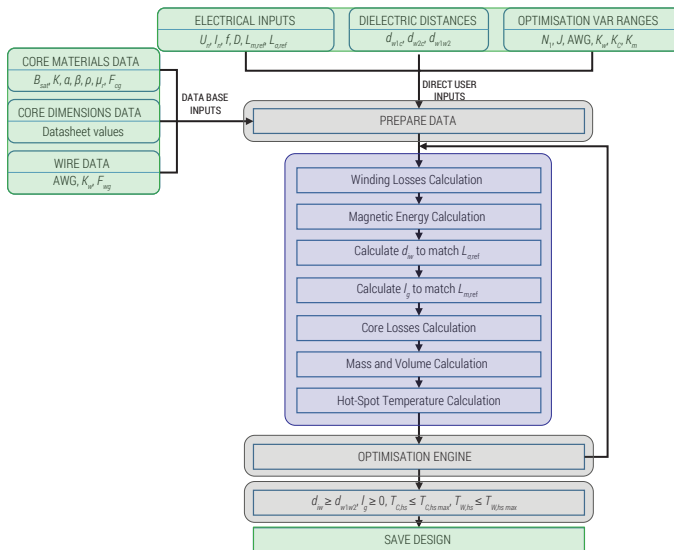 ELECTRICAL INPUTS
U_n, I_n, f, D, L_m,ref, L_σ,ref
DIELECTRIC DISTANCES
d_w1c, d_w2c, d_w1w2
OPTIMISATION VAR RANGES
N_1, J, AWG, K_w, K_c, K_m
CORE MATERIALS DATA
B_sat, K, α, β, ρ, μ_r, F_cg
CORE DIMENSIONS DATA
Datasheet values
WIRE DATA
AWG, K_w, F_wg
DATA BASE
INPUTS
DIRECT USER
INPUTS
PREPARE DATA
Winding Losses Calculation
Magnetic Energy Calculation
Calculate d_iw to match L_σ,ref
Calculate l_g to match L_m,ref
Core Losses Calculation
Mass and Volume Calculation
Hot-Spot Temperature Calculation
OPTIMISATION ENGINE
d_iw ≥ d_w1w2, l_g ≥ 0, T_C,hs ≤ T_C,hs max, T_W,hs ≤ T_W,hs max
SAVE DESIGN